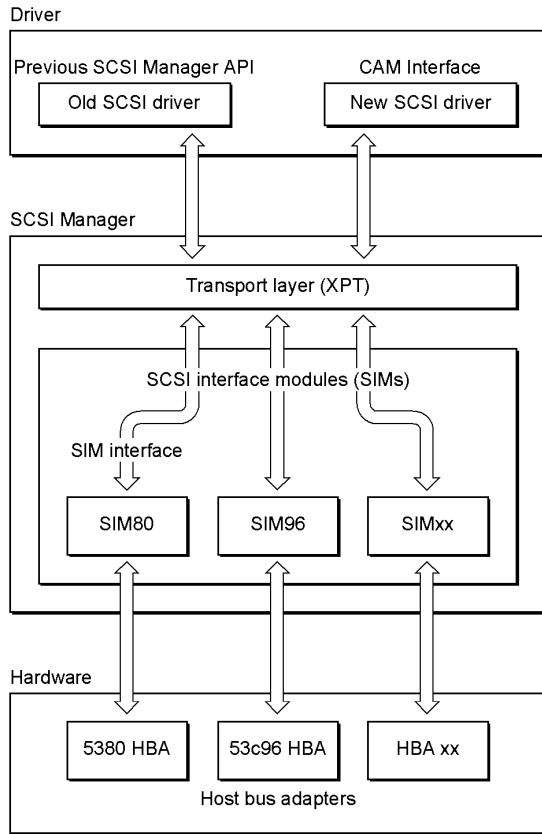 Driver
Previous SCSI Manager API
CAM Interface
Old SCSI driver
New SCSI driver
SCSI Manager
Transport layer (XPT)
SCSI interface modules (SIMs)
SIM interface
SIM80
SIM96
SIMxx
Hardware
5380 HBA
53c96 HBA
HBA xx
Host bus adapters